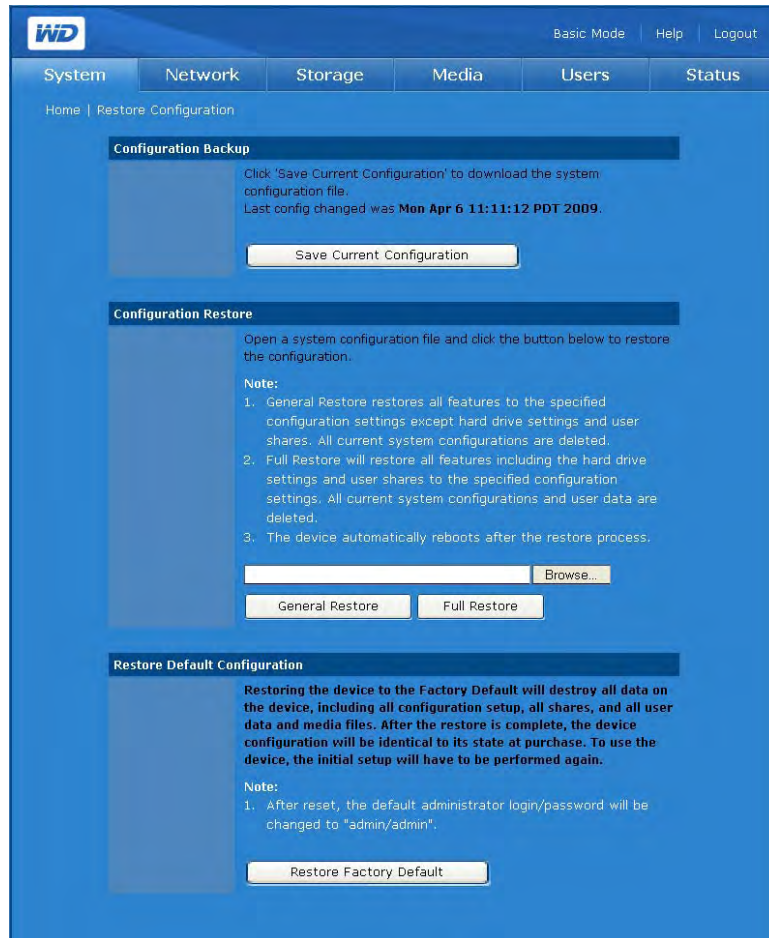 WD
Basic Mode | Help | Logout
System Network Storage Media Users Status
Home | Restore Configuration
Configuration Backup
Click 'Save Current Configuration' to download the system
configuration file.
Last config changed was Mon Apr 6 11:11:12 PDT 2009.
Save Current Configuration
Configuration Restore
Open a system configuration file and click the button below to restore
the configuration.
Note:
1. General Restore restores all features to the specified
configuration settings except hard drive settings and user
shares. All current system configurations are deleted.
2. Full Restore will restore all features including the hard drive
settings and user shares to the specified configuration
settings. All current system configurations and user data are
deleted.
3. The device automatically reboots after the restore process.
Browse...
General Restore Full Restore
Restore Default Configuration
Restoring the device to the Factory Default will destroy all data on
the device, including all configuration setup, all shares, and all user
data and media files. After the restore is complete, the device
configuration will be identical to its state at purchase. To use the
device, the initial setup will have to be performed again.
Note:
1. After reset, the default administrator login/password will be
changed to "admin/admin".
Restore Factory Default